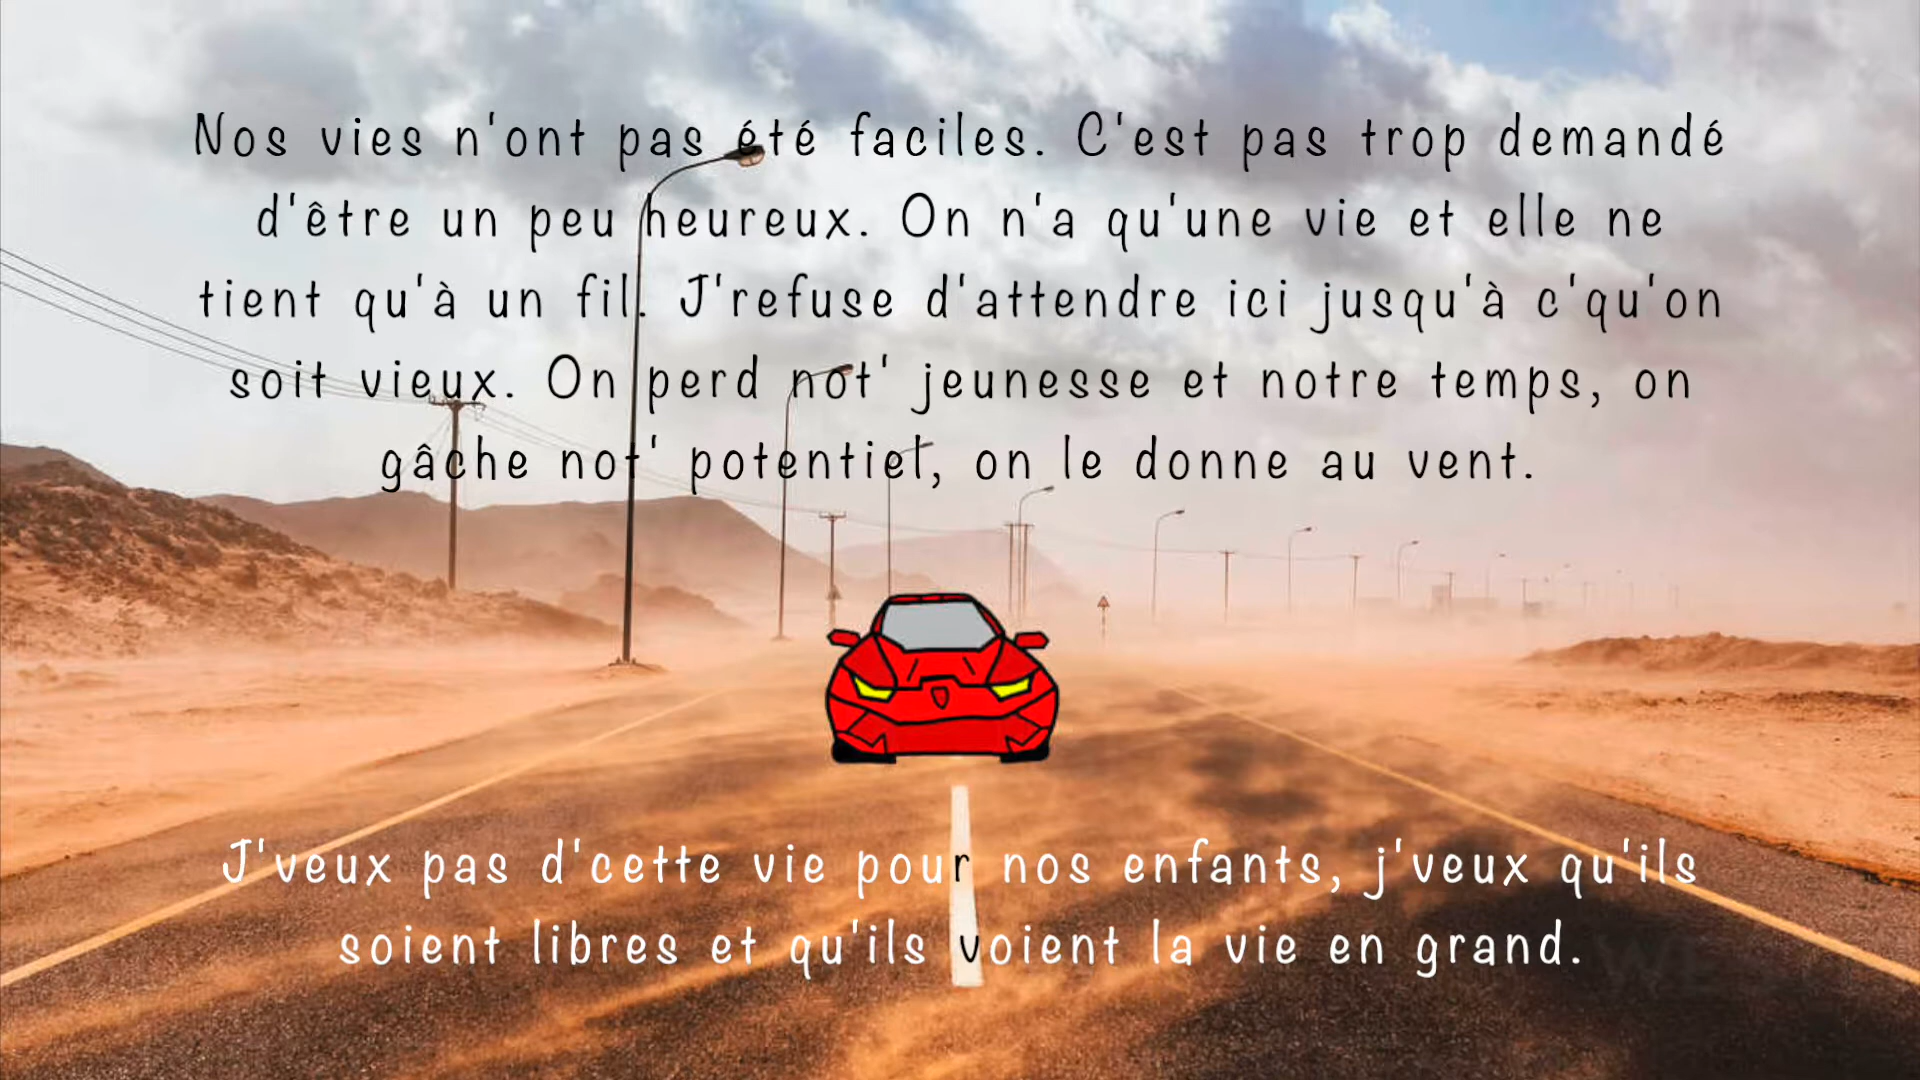 Nos vies n'ont pas été faciles. C'est pas trop demandé
d'être un peu heureux. On n'a qu'une vie et elle ne
tient qu'à un fil. J'refuse d'attendre ici jusqu'à c'qu'on
soit vieux. On perd not' jeunesse et notre temps, on
gâche not' potentiel, on le donne au vent.
J'veux pas d'cette vie pour nos enfants, j'veux qu'ils
soient libres et qu'ils voient la vie en grand.